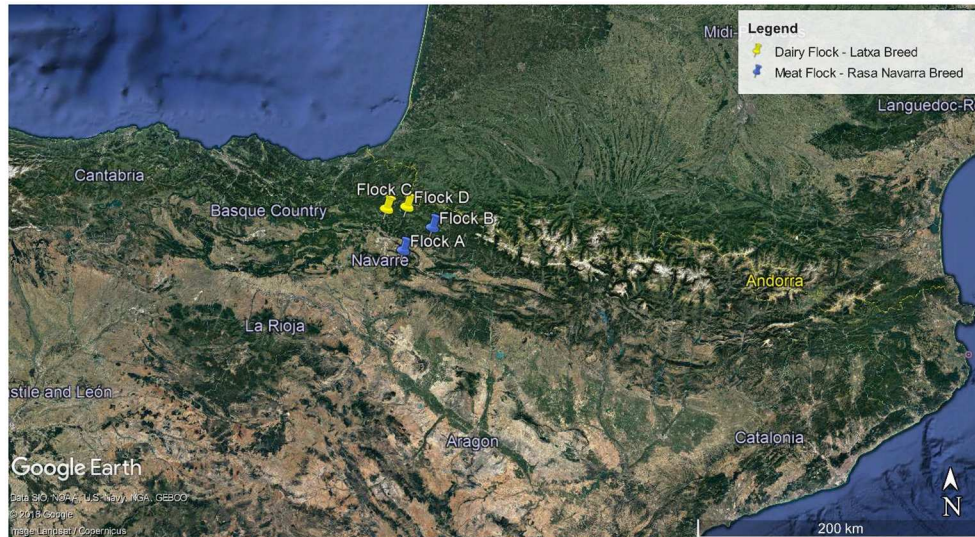 Legend
Dairy Flock - Latxa Breed
Meat Flock - Rasa Navarra Breed
Midi-
Languedoc-R
Cantabria
Basque Country
Flock C
Flock D
Flock B
Flock A
Navarre
Andorra
La Rioja
stile and León
Aragon
Catalonia
Google Earth
Data SIO, NOAA, U.S. Navy, NGA, GEBCO
© 2018 Google
Image Landsat / Copernicus
N
200 km